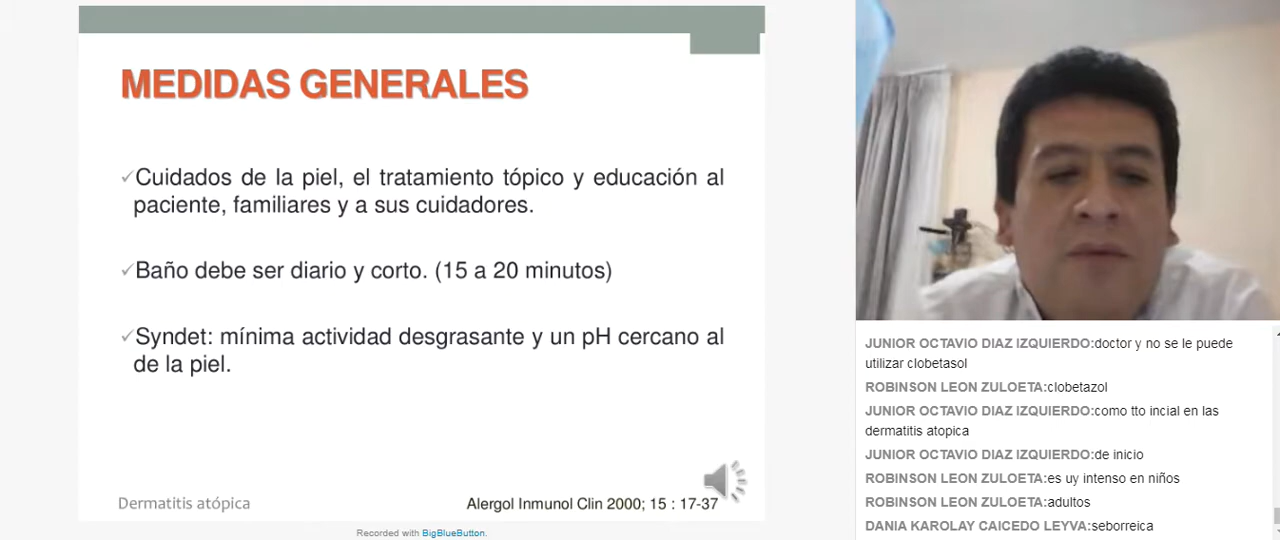 MEDIDAS GENERALES
✓Cuidados de la piel, el tratamiento tópico y educación al
paciente, familiares y a sus cuidadores.
✓Baño debe ser diario y corto. (15 a 20 minutos)
✓Syndet: mínima actividad desgrasante y un pH cercano al
de la piel.
Dermatitis atópica
Alergol Inmunol Clin 2000; 15 : 17-37
Recorded with BigBlueButton.
JUNIOR OCTAVIO DIAZ IZQUIERDO:doctor y no se le puede
utilizar clobetasol
ROBINSON LEON ZULOETA:clobetazol
JUNIOR OCTAVIO DIAZ IZQUIERDO:como tto incial en las
dermatitis atopica
JUNIOR OCTAVIO DIAZ IZQUIERDO:de inicio
ROBINSON LEON ZULOETA:es uy intenso en niños
ROBINSON LEON ZULOETA:adultos
DANIA KAROLAY CAICEDO LEYVA:seborreica